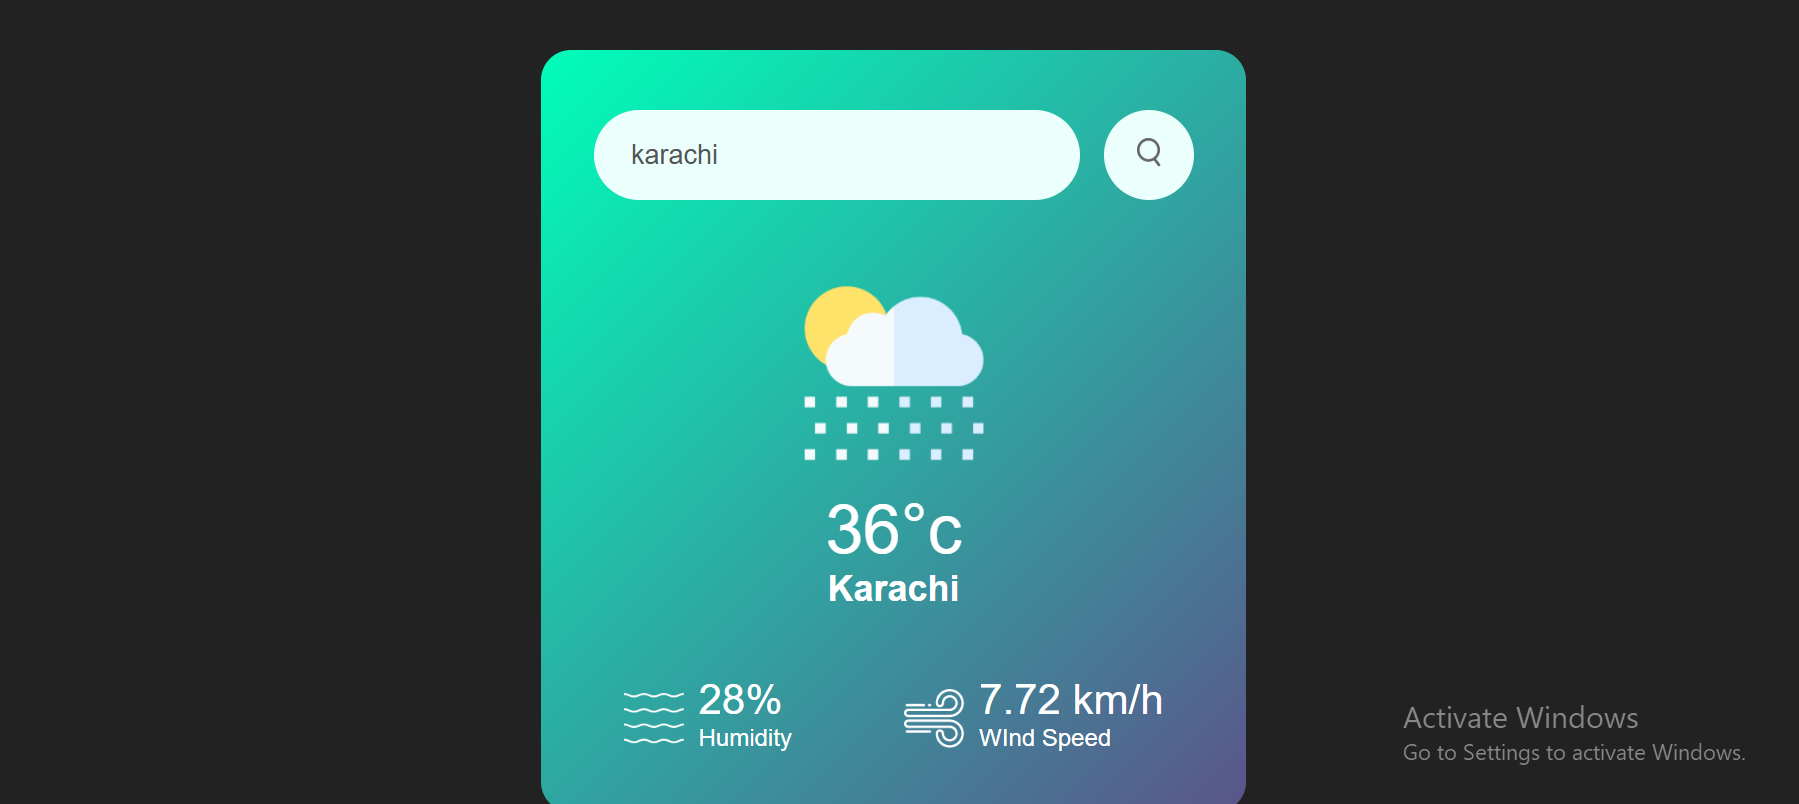 karachi
36°c
Karachi
28%
Humidity
7.72 km/h
WInd Speed
Activate Windows
Go to Settings to activate Windows.